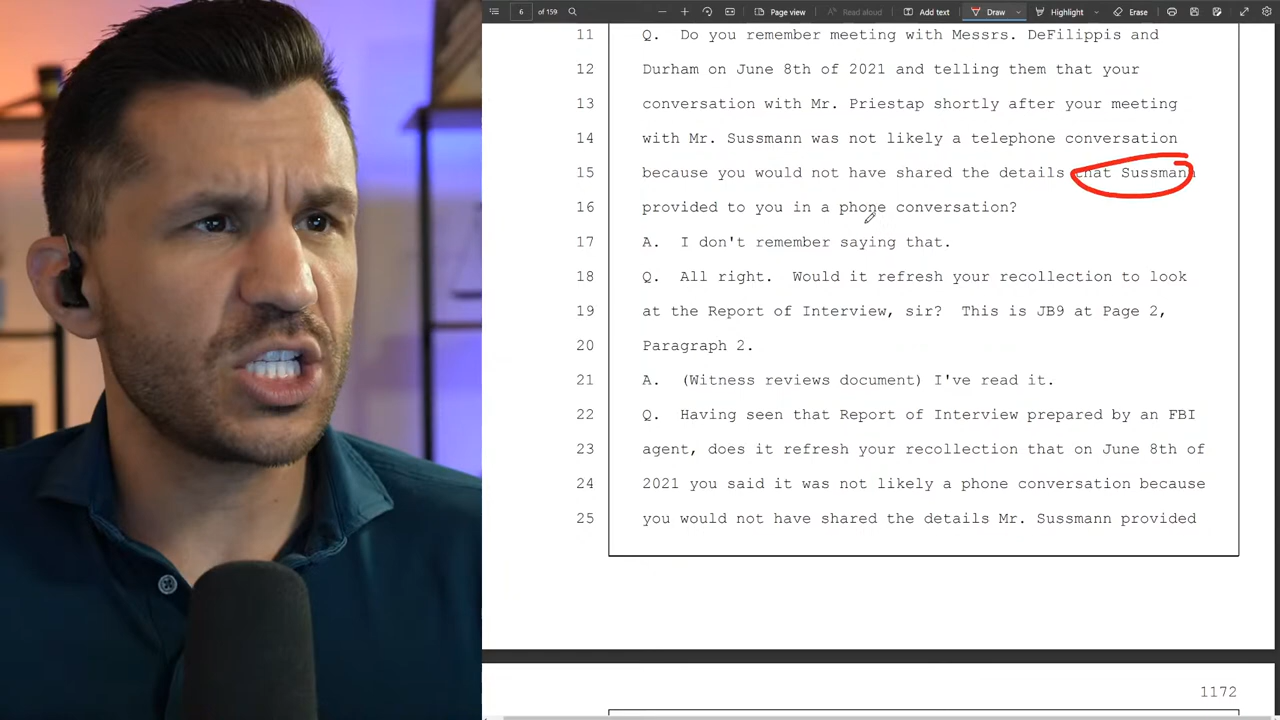 6 of 159
Page view
Read aloud
Add text
Draw
Highlight
Erase
11 Q. Do you remember meeting with Messrs. DeFilippis and
12 Durham on June 8th of 2021 and telling them that your
13 conversation with Mr. Priestap shortly after your meeting
14 with Mr. Sussmann was not likely a telephone conversation
15 because you would not have shared the details that Sussmann
16 provided to you in a phone conversation?
17 A. I don't remember saying that.
18 Q. All right. Would it refresh your recollection to look
19 at the Report of Interview, sir? This is JB9 at Page 2,
20 Paragraph 2.
21 A. (Witness reviews document) I've read it.
22 Q. Having seen that Report of Interview prepared by an FBI
23 agent, does it refresh your recollection that on June 8th of
24 2021 you said it was not likely a phone conversation because
25 you would not have shared the details Mr. Sussmann provided
1172